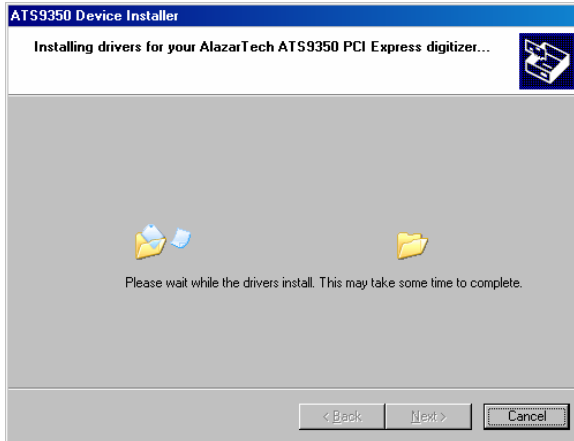 ATS9350 Device Installer
Installing drivers for your AlazarTech ATS9350 PCI Express digitizer...
Please wait while the drivers install. This may take some time to complete.
< Back
Next >
Cancel